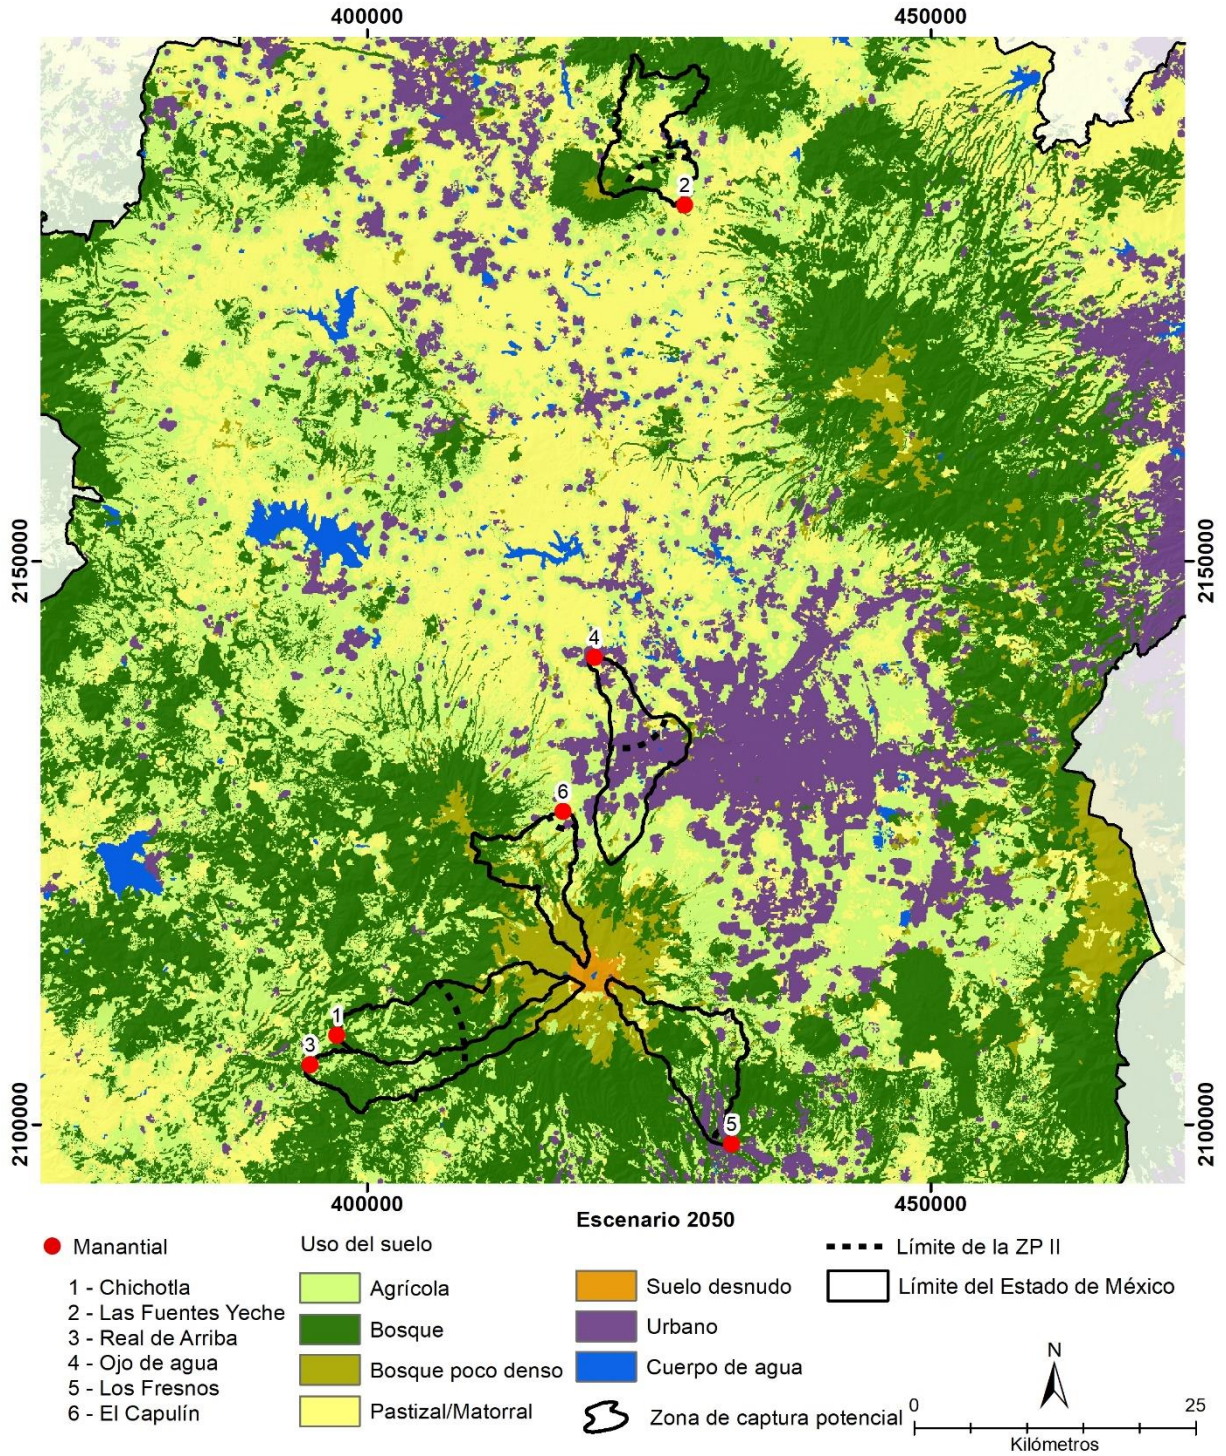 400000
450000
2
4
6
1
3
5
2150000
2150000
2100000
2100000
400000
450000
Escenario 2050
Manantial
1 - Chichotla
2 - Las Fuentes Yeche
3 - Real de Arriba
4 - Ojo de agua
5 - Los Fresnos
6 - El Capulín
Uso del suelo
Agrícola
Bosque
Bosque poco denso
Pastizal/Matorral
Suelo desnudo
Urbano
Cuerpo de agua
Zona de captura potencial
Límite de la ZP II
Límite del Estado de México
N
0
25
Kilómetros